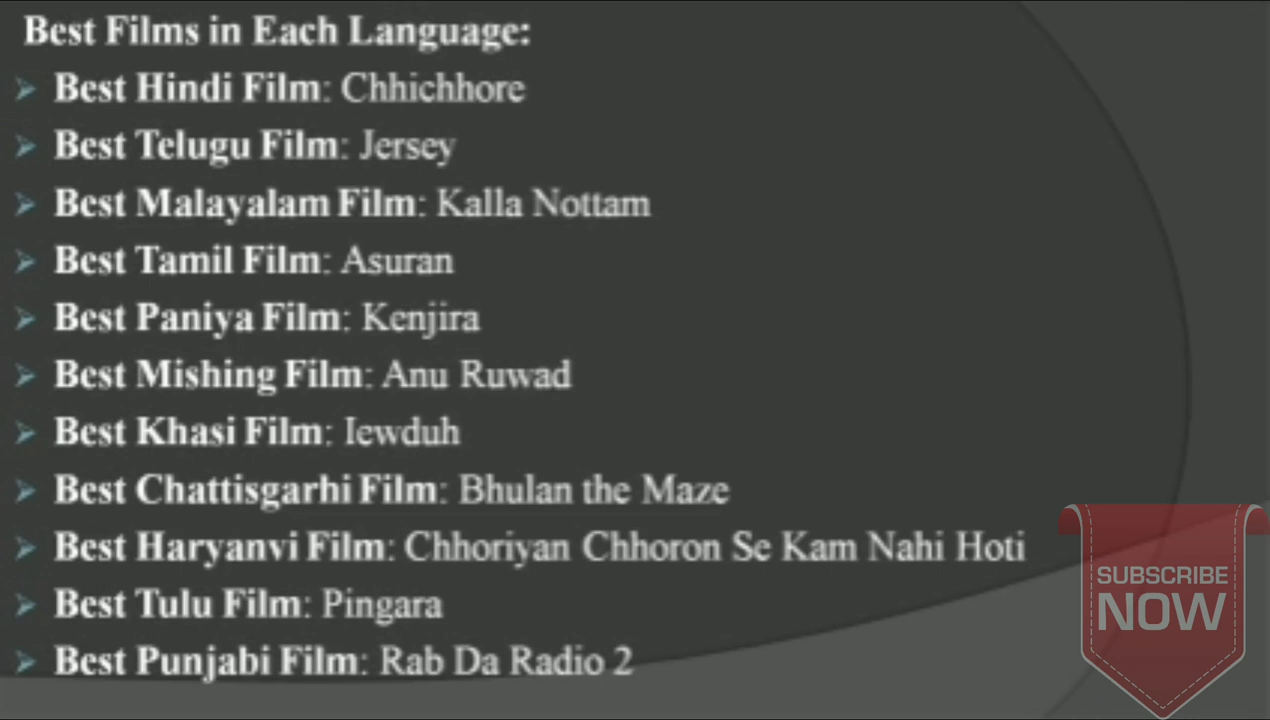 Best Films in Each Language:
Best Hindi Film: Chhichhore
Best Telugu Film: Jersey
Best Malayalam Film: Kalla Nottam
Best Tamil Film: Asuran
Best Paniya Film: Kenjira
Best Mishing Film: Anu Ruwad
Best Khasi Film: Iewduh
Best Chattisgarhi Film: Bhulan the Maze
Best Haryanvi Film: Chhoriyan Chhoron Se Kam Nahi Hoti
Best Tulu Film: Pingara
Best Punjabi Film: Rab Da Radio 2
SUBSCRIBE
NOW